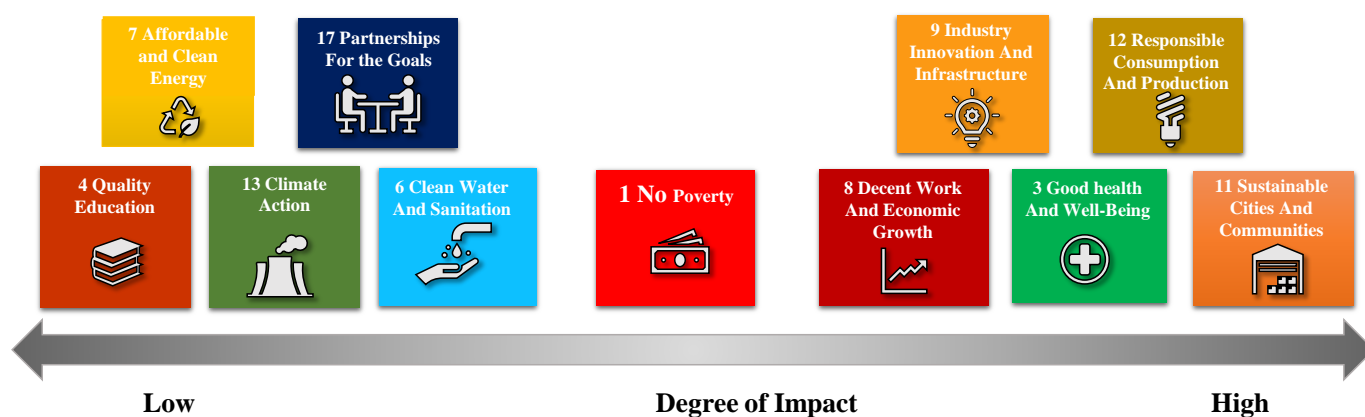 7 Affordable
and Clean
Energy
17 Partnerships
For the Goals
9 Industry
Innovation And
Infrastructure
12 Responsible
Consumption
And Production
4 Quality
Education
13 Climate
Action
6 Clean Water
And Sanitation
1 No Poverty
8 Decent Work
And Economic
Growth
3 Good health
And Well-Being
11 Sustainable
Cities And
Communities
Low
Degree of Impact
High